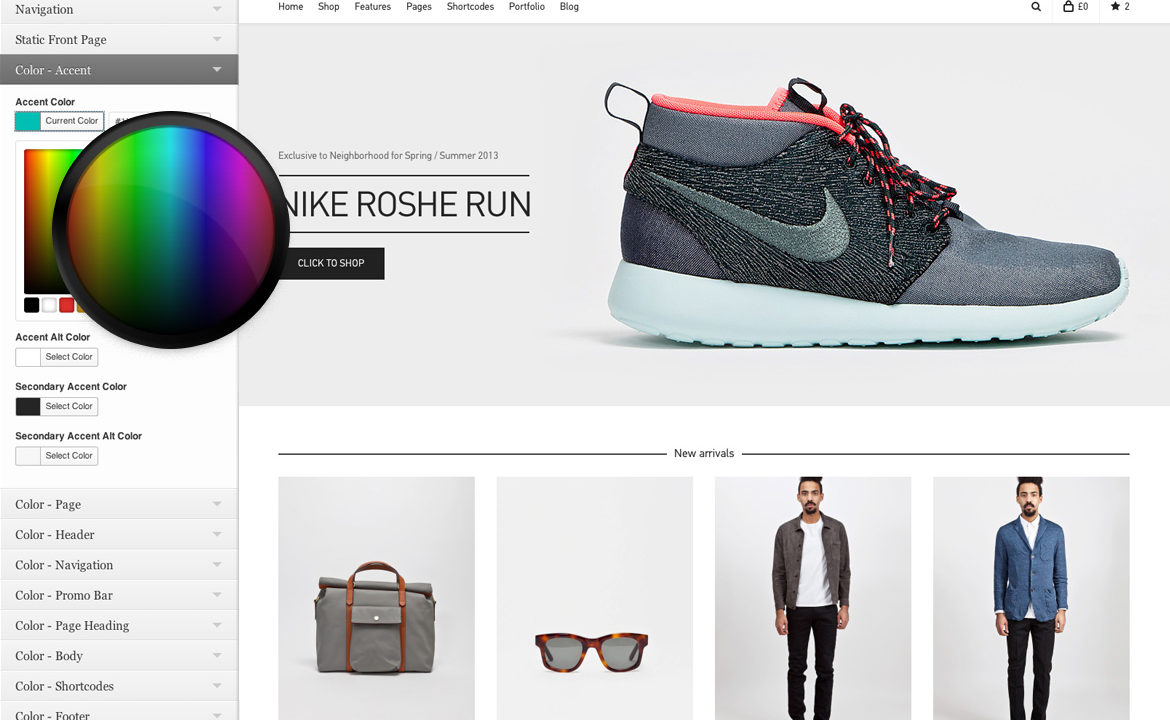 Navigation
Static Front Page
Color - Accent
Accent Color
Current Color
Accent Alt Color
Select Color
Secondary Accent Color
Select Color
Secondary Accent Alt Color
Select Color
Color - Page
Color - Header
Color - Navigation
Color - Promo Bar
Color - Page Heading
Color - Body
Color - Shortcodes
Color - Footer
Home Shop Features Pages Shortcodes Portfolio Blog £0 2
Exclusive to Neighborhood for Spring / Summer 2013
NIKE ROSHE RUN
CLICK TO SHOP
New arrivals